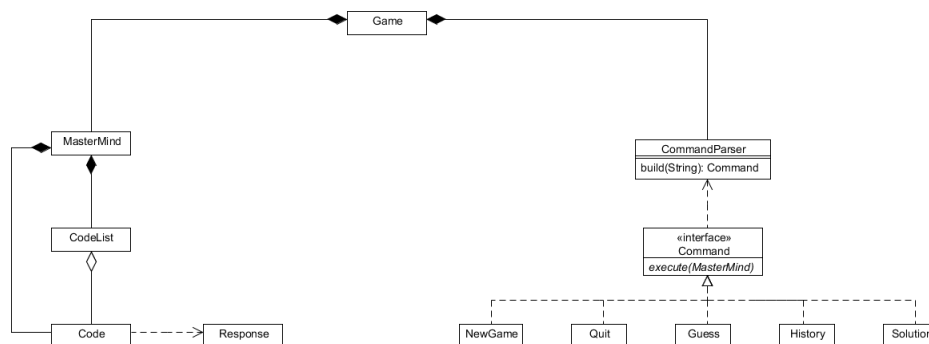 Game
MasterMind
CommandParser
build(String): Command
CodeList
«interface»
Command
execute(MasterMind)
Code
Response
NewGame
Quit
Guess
History
Solution